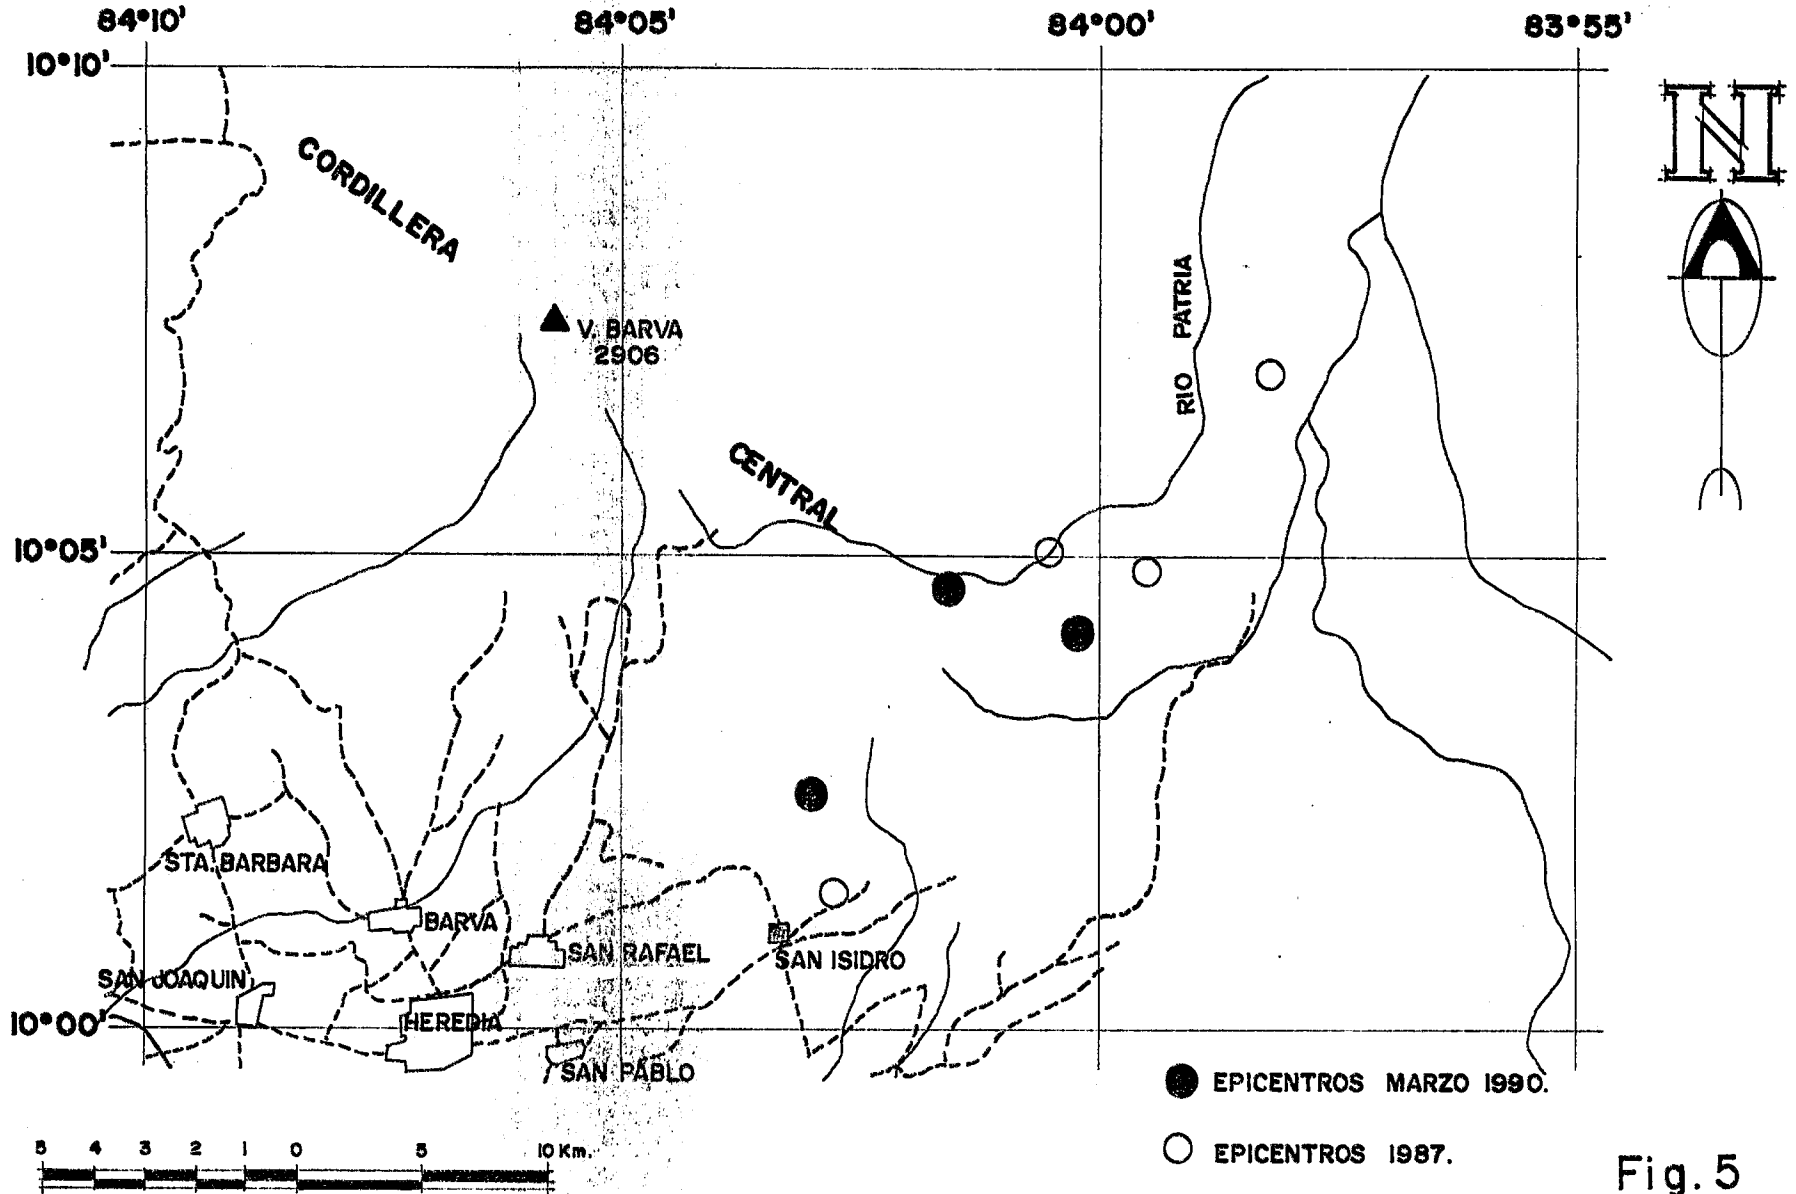 84°10' 84°05' 84°00' 83°55'
10°10'
N
CORDILLERA
RIO PATRIA
V. BARVA
2906
CENTRAL
10°05'
STA. BARBARA
BARVA
SAN RAFAEL
SAN ISIDRO
SAN JOAQUIN
10°00'
HEREDIA
SAN PABLO
EPICENTROS MARZO 1990.
EPICENTROS 1987.
5 4 3 2 1 0 5 10 Km.
Fig. 5